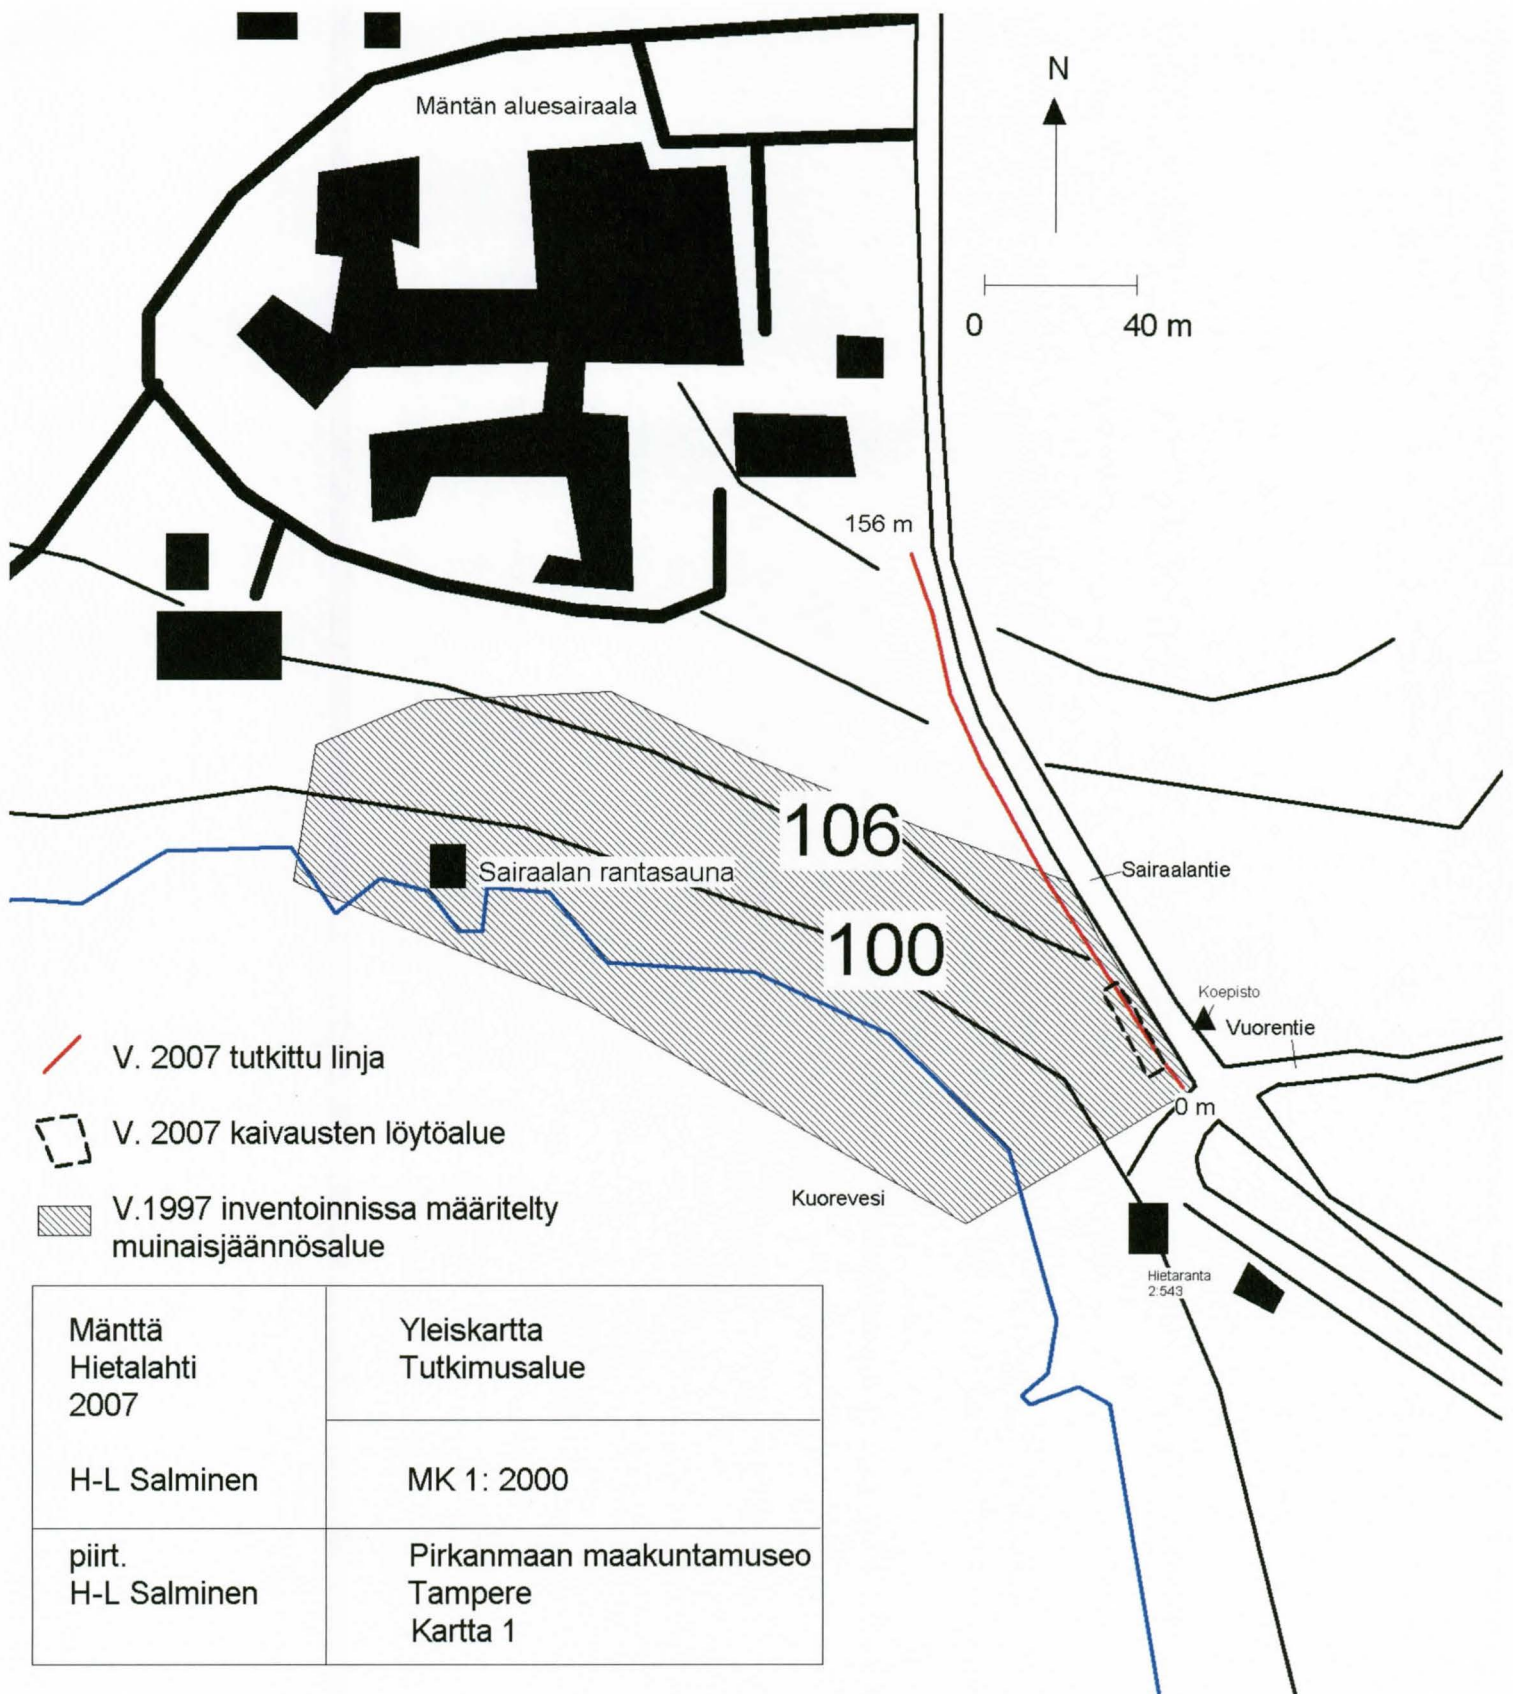 Mäntän aluesairaala
N
0 40 m
156 m
106
Sairaalantie
Sairaalan rantasauna
100
Koepisto
Vuorentie
0 m
V. 2007 tutkittu linja
V. 2007 kaivausten löytöalue
V.1997 inventoinnissa määritelty
muinaisjäännösalue
Kuorevesi
Hietaranta
2:543
Mänttä
Hietalahti
2007
H-L Salminen
Yleiskartta
Tutkimusalue
MK 1: 2000
piirt.
H-L Salminen
Pirkanmaan maakuntamuseo
Tampere
Kartta 1